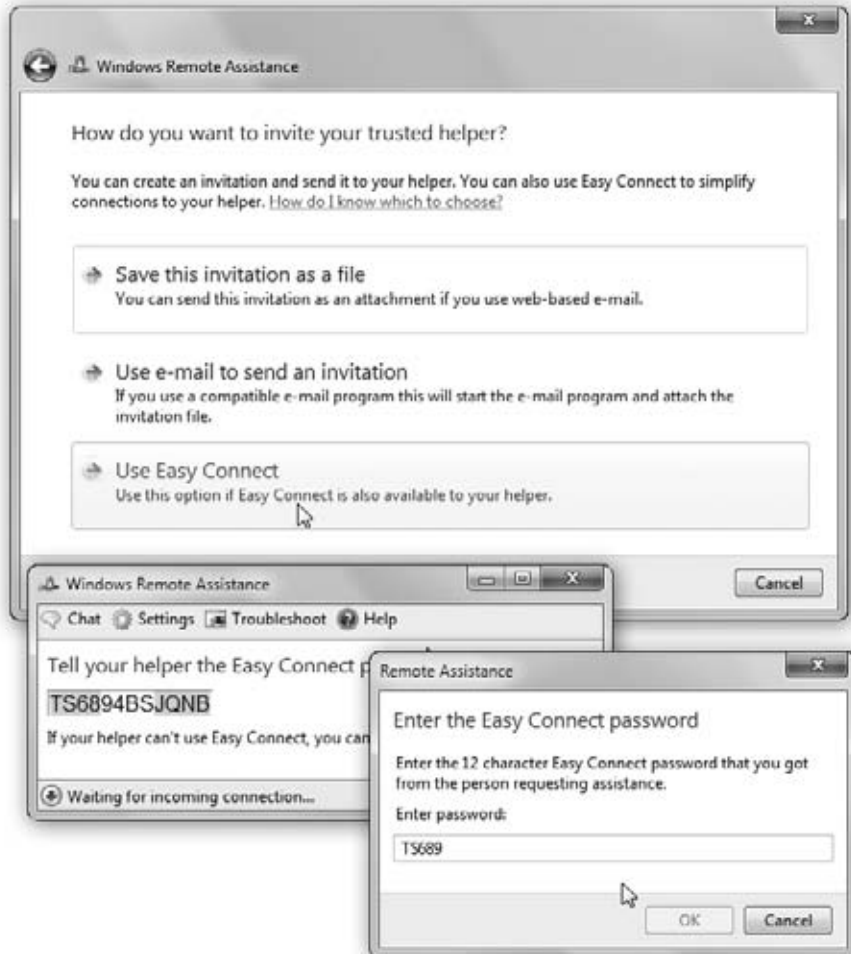 Windows Remote Assistance
How do you want to invite your trusted helper?
You can create an invitation and send it to your helper. You can also use Easy Connect to simplify
connections to your helper. How do I know which to choose?
Save this invitation as a file
You can send this invitation as an attachment if you use web-based e-mail.
Use e-mail to send an invitation
If you use a compatible e-mail program this will start the e-mail program and attach the
invitation file.
Use Easy Connect
Use this option if Easy Connect is also available to your helper.
Cancel
Windows Remote Assistance
Chat Settings Troubleshoot Help
Tell your helper the Easy Connect p
TS6894BSJQNB
If your helper can't use Easy Connect, you can
Waiting for incoming connection...
Remote Assistance
Enter the Easy Connect password
Enter the 12 character Easy Connect password that you got
from the person requesting assistance.
Enter password:
TS689
OK Cancel